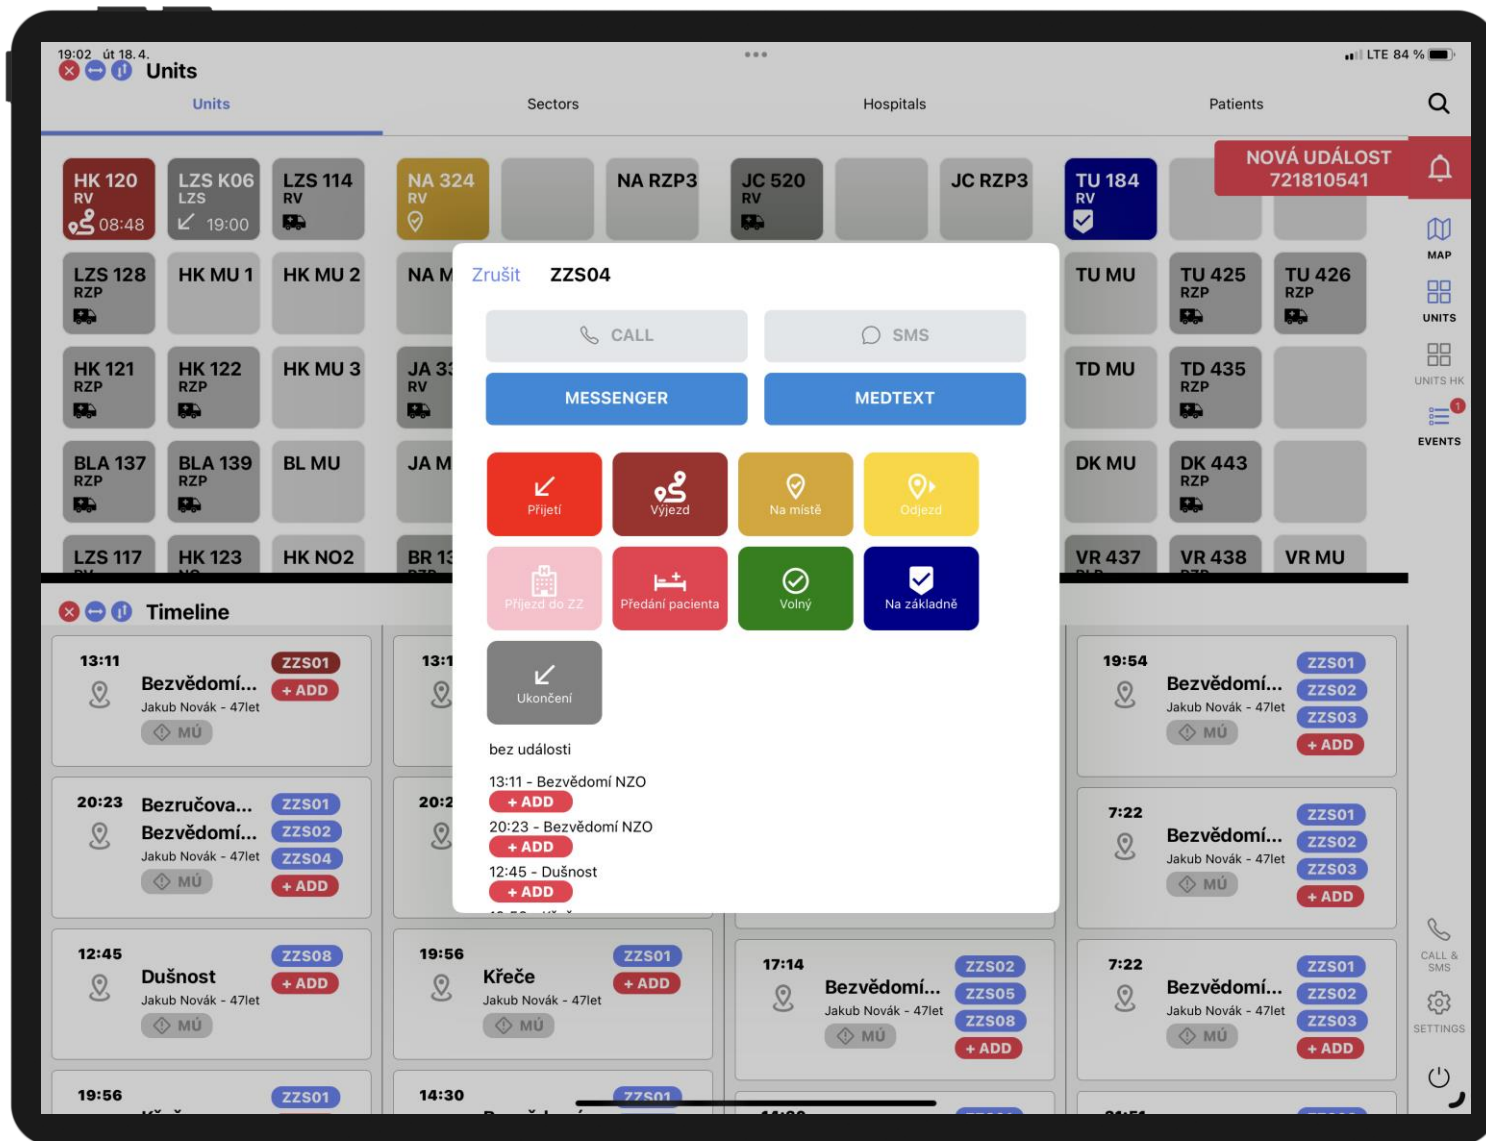 19:02 út 18. 4.
LTE 84 %
Units
Units
Sectors
Hospitals
Patients
NOVÁ UDÁLOST
721810541
HK 120
RV
08:48
LZS K06
LZS
19:00
LZS 114
RV
NA 324
RV
NA RZP3
JC 520
RV
JC RZP3
TU 184
RV
MAP
UNITS
UNITS HK
1
EVENTS
LZS 128
RZP
HK MU 1
HK MU 2
NA M
TU MU
TU 425
RZP
TU 426
RZP
HK 121
RZP
HK 122
RZP
HK MU 3
JA 33
RV
TD MU
TD 435
RZP
BLA 137
RZP
BLA 139
RZP
BL MU
JA M
DK MU
DK 443
RZP
LZS 117
HK 123
HK NO2
BR 13
VR 437
VR 438
VR MU
Zrušit ZZS04
CALL
SMS
MESSENGER
MEDTEXT
Přijetí
Výjezd
Na místě
Odjezd
Příjezd do ZZ
Předání pacienta
Volný
Na základně
Ukončení
bez události
13:11 - Bezvědomí NZO
+ ADD
20:23 - Bezvědomí NZO
+ ADD
12:45 - Dušnost
+ ADD
Timeline
13:11
Bezvědomí...
Jakub Novák - 47let
MÚ
ZZS01
+ ADD
13:1
19:54
Bezvědomí...
Jakub Novák - 47let
MÚ
ZZS01
ZZS02
ZZS03
+ ADD
20:23
Bezručova...
Bezvědomí...
Jakub Novák - 47let
MÚ
ZZS01
ZZS02
ZZS04
+ ADD
20:2
7:22
Bezvědomí...
Jakub Novák - 47let
MÚ
ZZS01
ZZS02
ZZS03
+ ADD
12:45
Dušnost
Jakub Novák - 47let
MÚ
ZZS08
+ ADD
19:56
Křeče
Jakub Novák - 47let
MÚ
ZZS01
+ ADD
17:14
Bezvědomí...
Jakub Novák - 47let
MÚ
ZZS02
ZZS05
ZZS08
+ ADD
7:22
Bezvědomí...
Jakub Novák - 47let
MÚ
ZZS01
ZZS02
ZZS03
+ ADD
19:56
ZZS01
14:30
ZZS01
CALL &
SMS
SETTINGS